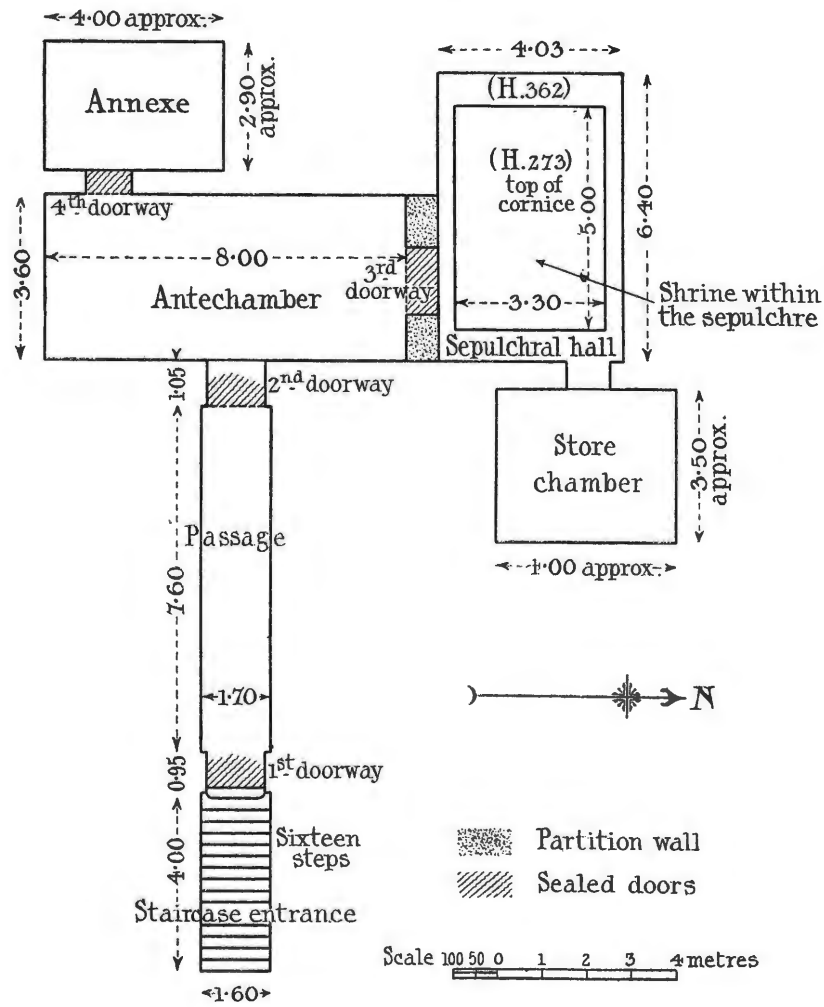 4·00 approx.
Annexe
2·90
approx.
4·03
(H.362)
(H.273)
top of
cornice
5·00
6·40
4th doorway
3·60
8·00
Antechamber
3rd
doorway
3·30
Shrine within
the sepulchre
Sepulchral hall
1·05
2nd doorway
Store
chamber
3·50
approx.
1·00 approx.
Passage
7·60
1·70
N
0·95
1st doorway
Sixteen
steps
4·00
Staircase entrance
1·60
Partition wall
Sealed doors
Scale 100 50 0 1 2 3 4 metres